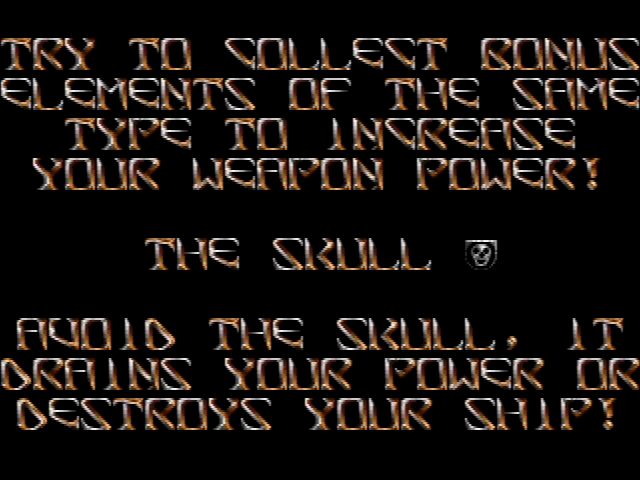 TRY TO COLLECT BONUS
ELEMENTS OF THE SAME
TYPE TO INCREASE
YOUR WEAPON POWER!
THE SKULL
AVOID THE SKULL, IT
DRAINS YOUR POWER OR
DESTROYS YOUR SHIP!